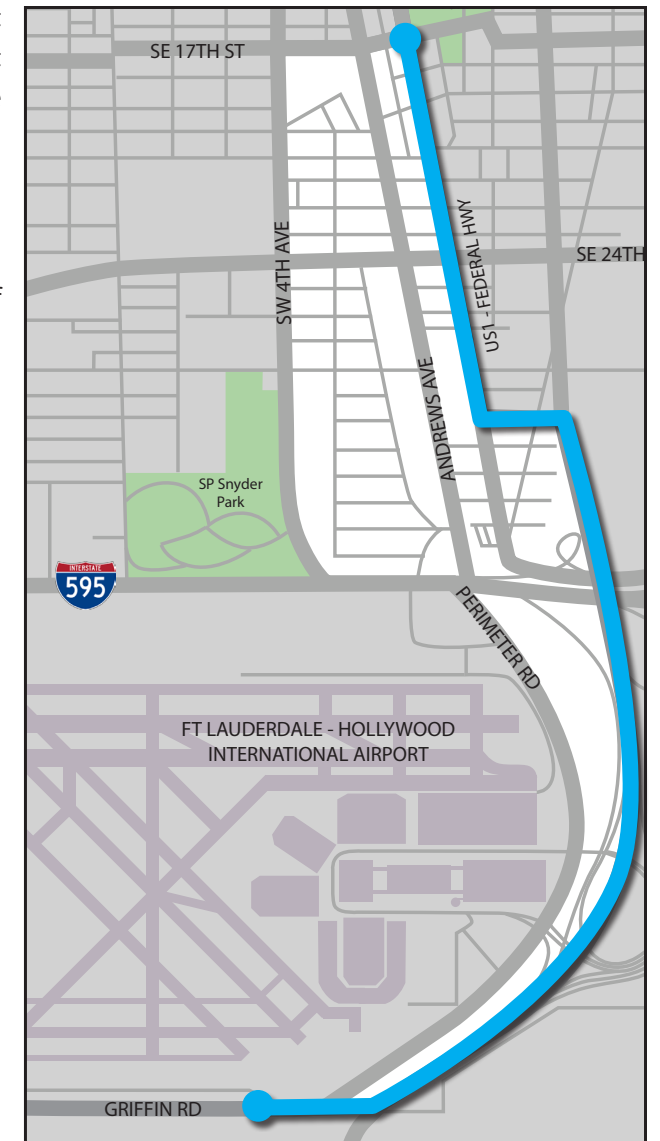 SE 17TH ST
SW 4TH AVE
US1 - FEDERAL HWY
SE 24TH
ANDREWS AVE
SP Snyder
Park
INTERSTATE
595
PERIMETER RD
FT LAUDERDALE - HOLLYWOOD
INTERNATIONAL AIRPORT
GRIFFIN RD